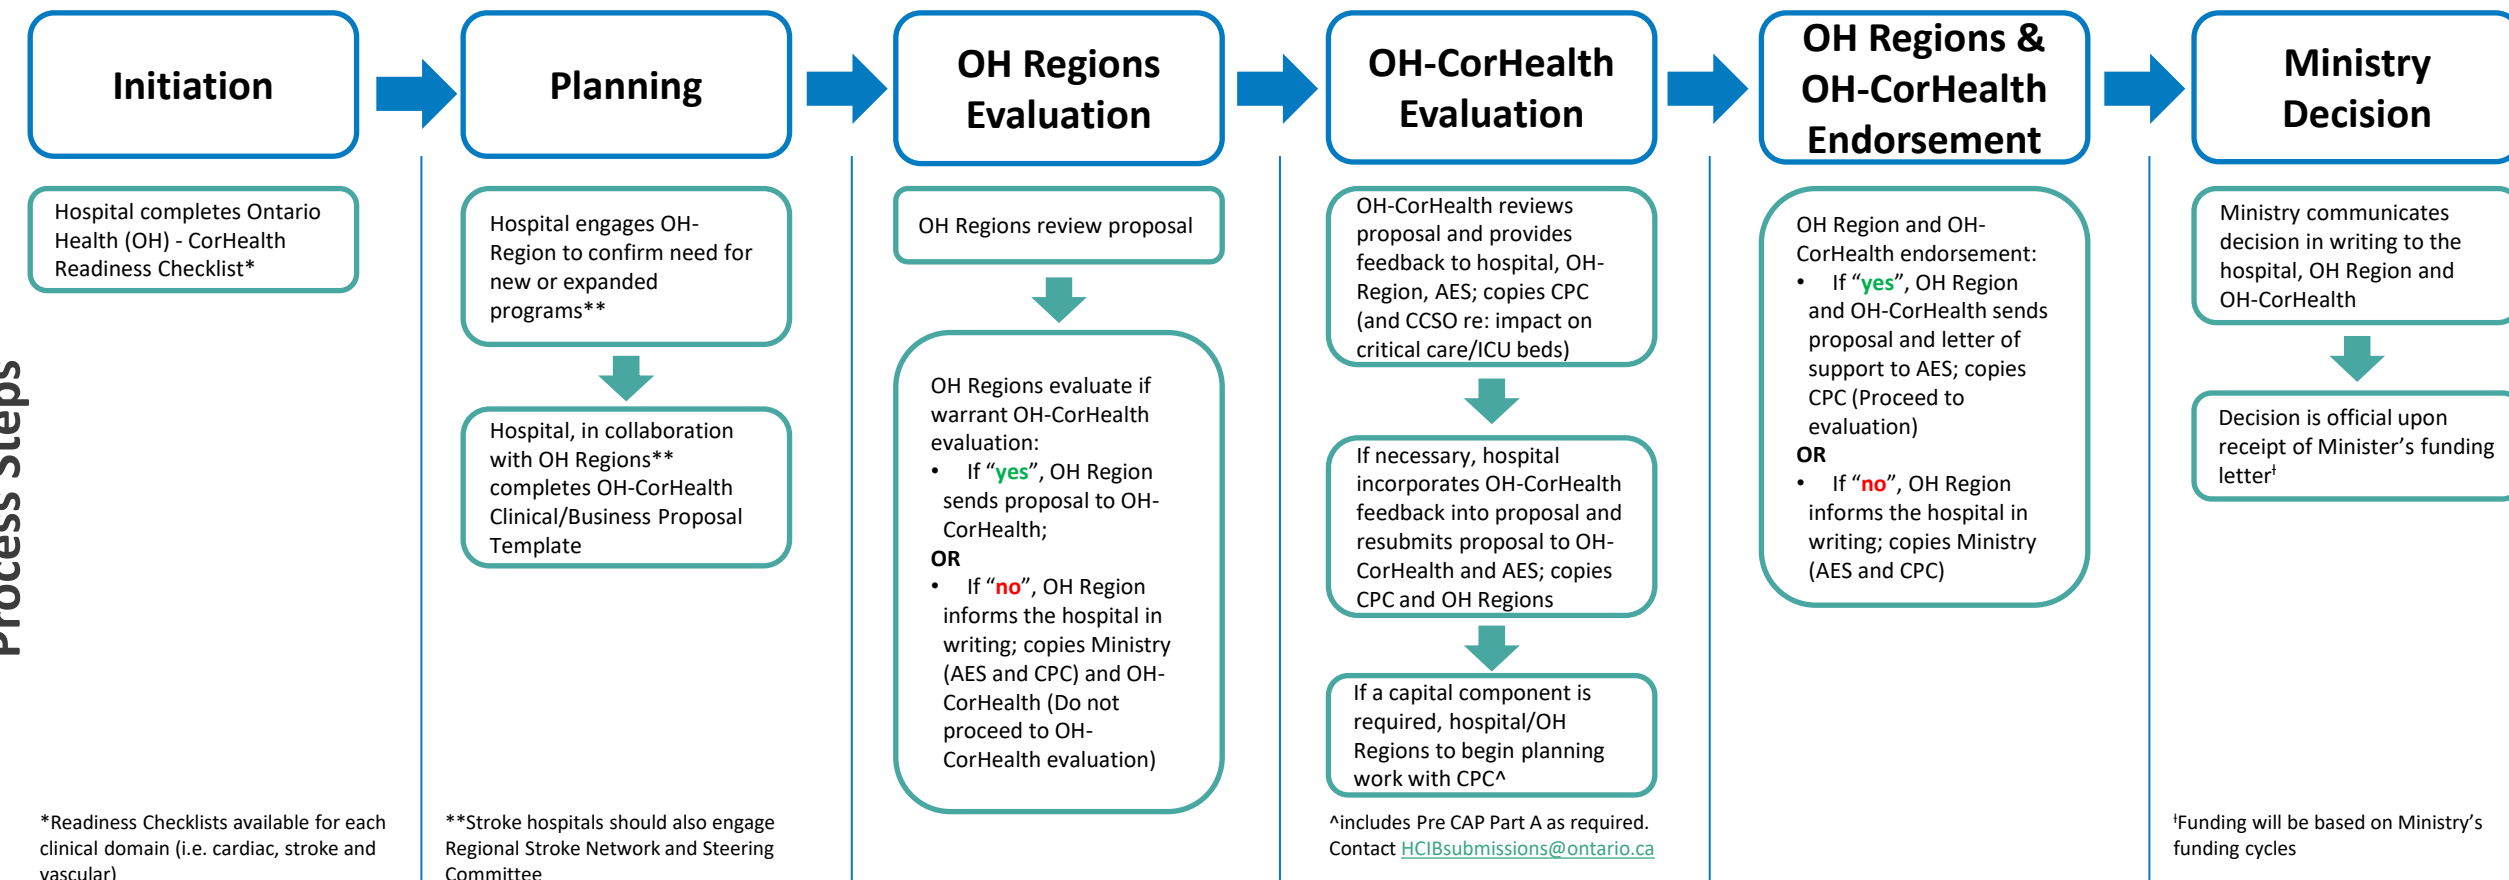 Initiation
Planning
OH Regions
Evaluation
OH-CorHealth
Evaluation
OH Regions &
OH-CorHealth
Endorsement
Ministry
Decision
Process Steps
Hospital completes Ontario
Health (OH) - CorHealth
Readiness Checklist*
*Readiness Checklists available for each
clinical domain (i.e. cardiac, stroke and
vascular)
Hospital engages OH-
Region to confirm need for
new or expanded
programs**
Hospital, in collaboration
with OH Regions**
completes OH-CorHealth
Clinical/Business Proposal
Template
**Stroke hospitals should also engage
Regional Stroke Network and Steering
Committee
OH Regions review proposal
OH Regions evaluate if
warrant OH-CorHealth
evaluation:
• If “yes”, OH Region
sends proposal to OH-
CorHealth;
OR
• If “no”, OH Region
informs the hospital in
writing; copies Ministry
(AES and CPC) and OH-
CorHealth (Do not
proceed to OH-
CorHealth evaluation)
OH-CorHealth reviews
proposal and provides
feedback to hospital, OH-
Region, AES; copies CPC
(and CCSO re: impact on
critical care/ICU beds)
If necessary, hospital
incorporates OH-CorHealth
feedback into proposal and
resubmits proposal to OH-
CorHealth and AES; copies
CPC and OH Regions
If a capital component is
required, hospital/OH
Regions to begin planning
work with CPC^
^includes Pre CAP Part A as required.
Contact HCIBsubmissions@ontario.ca
OH Region and OH-
CorHealth endorsement:
• If “yes”, OH Region
and OH-CorHealth sends
proposal and letter of
support to AES; copies
CPC (Proceed to
evaluation)
OR
• If “no”, OH Region
informs the hospital in
writing; copies Ministry
(AES and CPC)
Ministry communicates
decision in writing to the
hospital, OH Region and
OH-CorHealth
Decision is official upon
receipt of Minister’s funding
letterƗ
ƗFunding will be based on Ministry’s
funding cycles